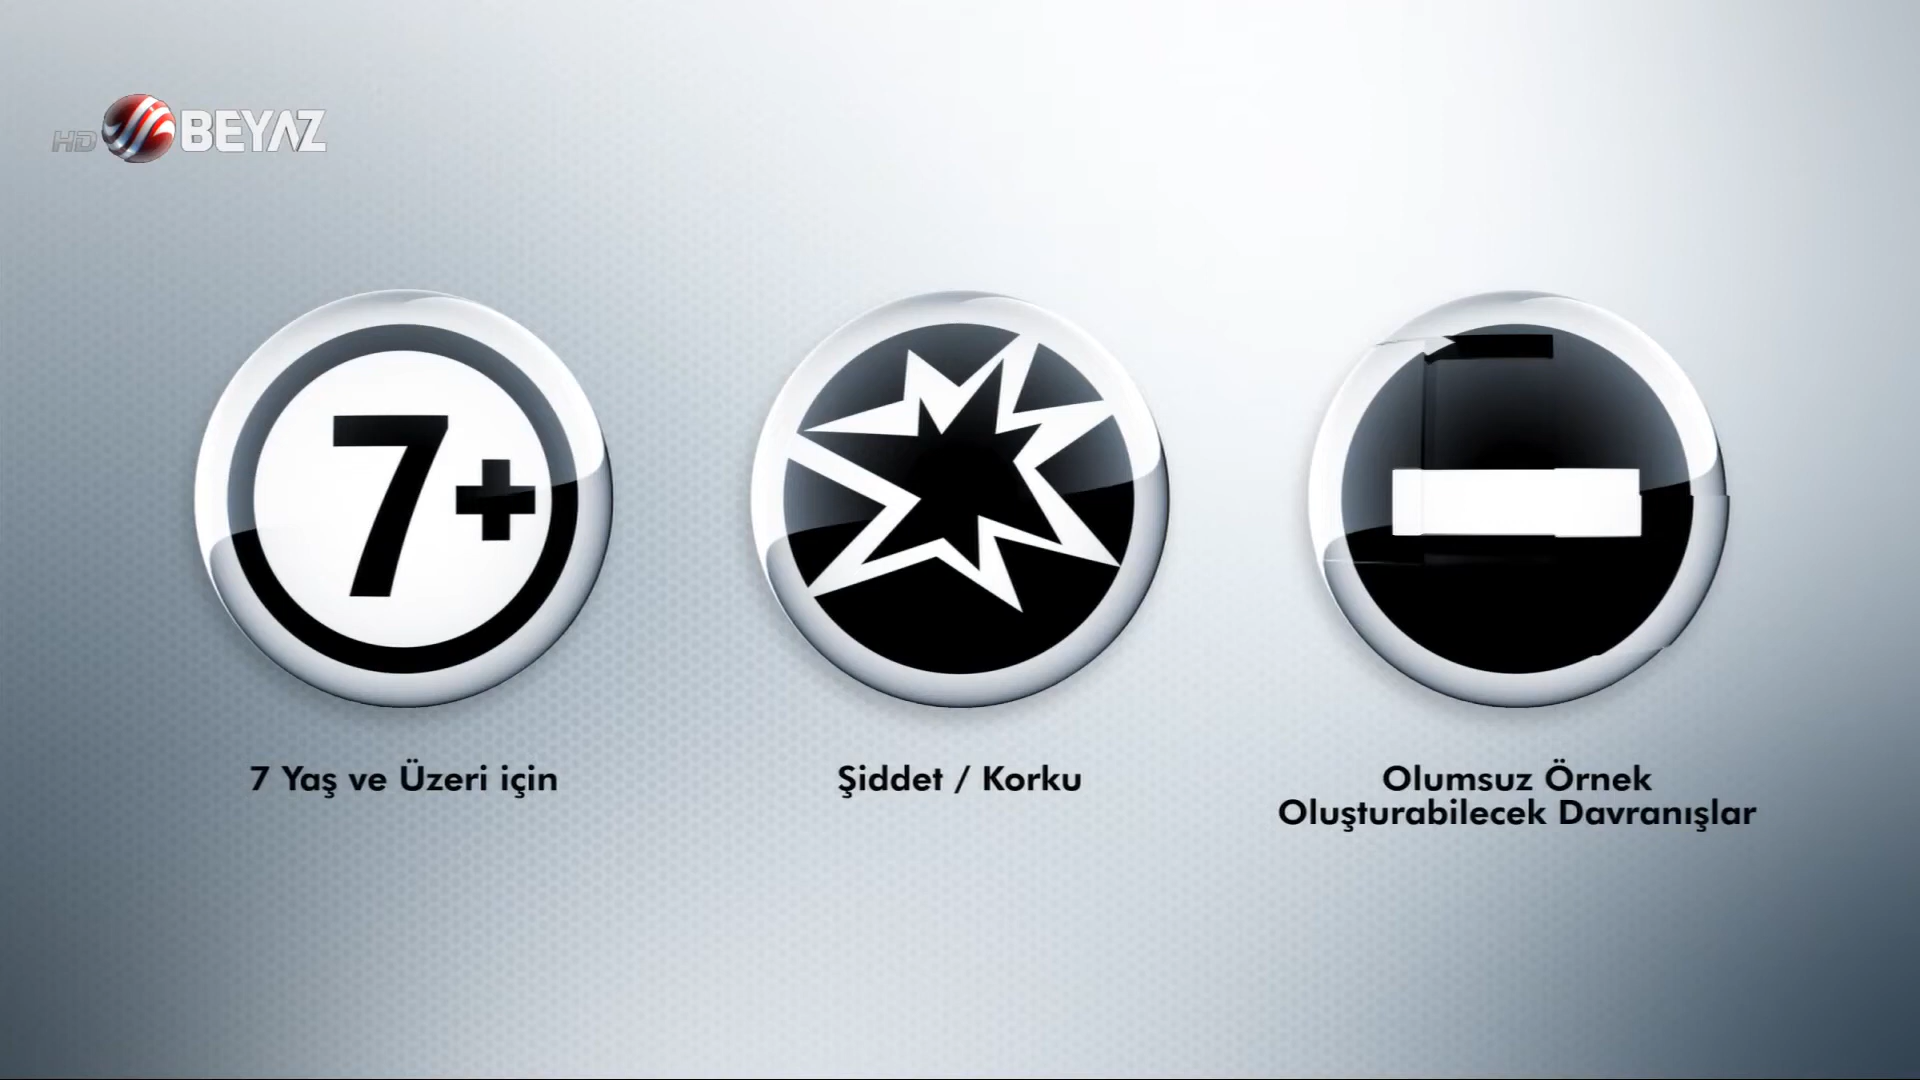 HD BEYAZ
7+
7 Yaş ve Üzeri için
Şiddet / Korku
Olumsuz Örnek
Oluşturabilecek Davranışlar